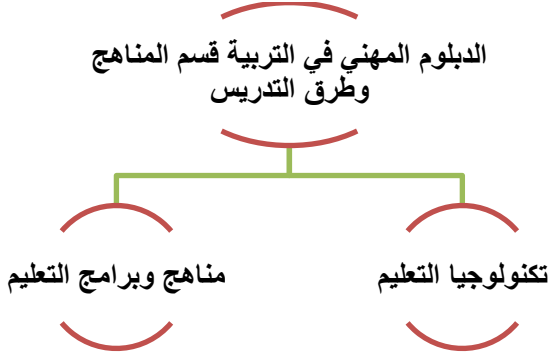 الدبلوم المهني في التربية قسم المناهج
وطرق التدريس
تكنولوجيا التعليم
مناهج وبرامج التعليم